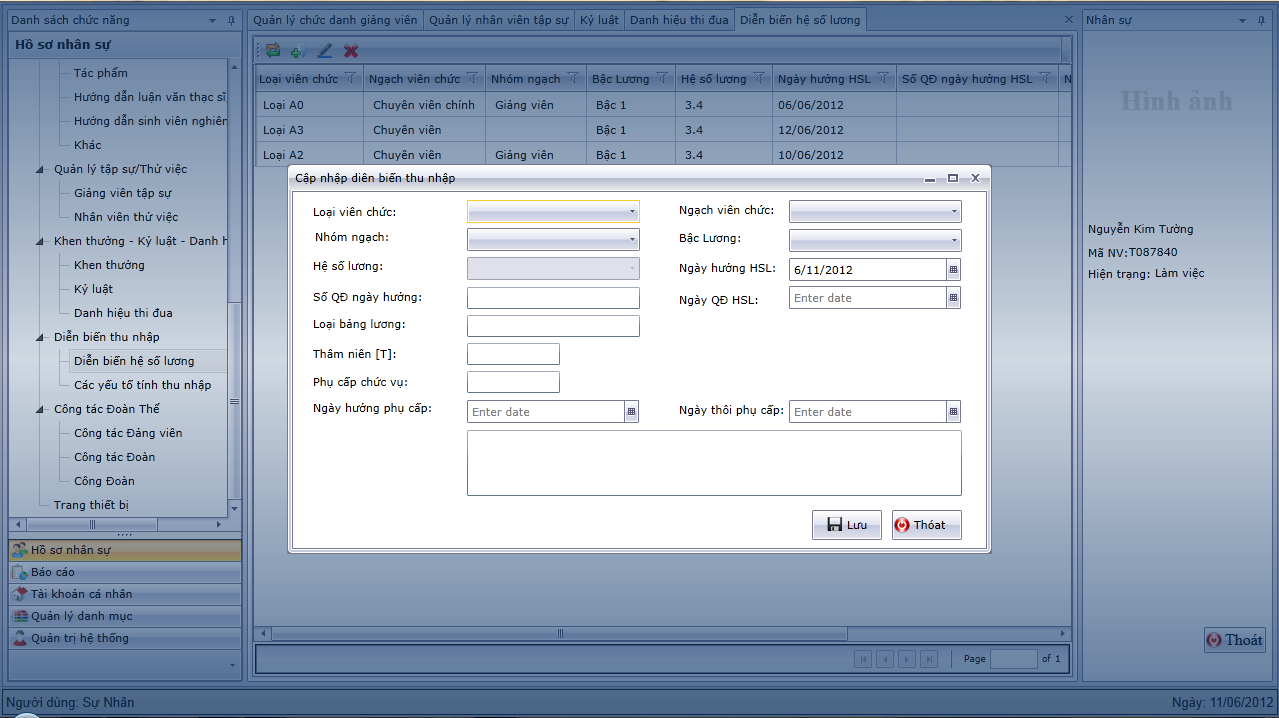 Danh sách chức năng
Hồ sơ nhân sự
Tác phẩm
Hướng dẫn luận văn thạc sĩ,
Hướng dẫn sinh viên nghiên
Khác
Quản lý tập sự/Thử việc
Giảng viên tập sự
Nhân viên thử việc
Khen thưởng - Kỷ luật - Danh h
Khen thưởng
Kỷ luật
Danh hiệu thi đua
Diễn biến thu nhập
Diễn biến hệ số lương
Các yếu tố tính thu nhập
Công tác Đoàn Thể
Công tác Đảng viên
Công tác Đoàn
Công Đoàn
Trang thiết bị
Hồ sơ nhân sự
Báo cáo
Tài khoản cá nhân
Quản lý danh mục
Quản trị hệ thống
Quản lý chức danh giảng viên Quản lý nhân viên tập sự Kỷ luật Danh hiệu thi đua Diễn biến hệ số lương
Loại viên chức Ngạch viên chức Nhóm ngạch Bậc Lương Hệ số lương Ngày hưởng HSL Số QĐ ngày hưởng HSL N
Loại A0 Chuyên viên chính Giảng viên Bậc 1 3.4 06/06/2012
Loại A3 Chuyên viên Bậc 1 3.4 12/06/2012
Loại A2 Chuyên viên Giảng viên Bậc 1 3.4 10/06/2012
Cập nhập diên biến thu nhập
Loại viên chức: Ngạch viên chức:
Nhóm ngạch: Bậc Lương:
Hệ số lương: Ngày hưởng HSL: 6/11/2012
Số QĐ ngày hưởng: Ngày QĐ HSL: Enter date
Loại bảng lương:
Thâm niên [T]:
Phụ cấp chức vụ:
Ngày hưởng phụ cấp: Enter date Ngày thôi phụ cấp: Enter date
Lưu Thóat
Page of 1
Nhân sự
Hình ảnh
Nguyễn Kim Tường
Mã NV:T087840
Hiện trạng: Làm việc
Thoát
Người dùng: Sự Nhân
Ngày: 11/06/2012